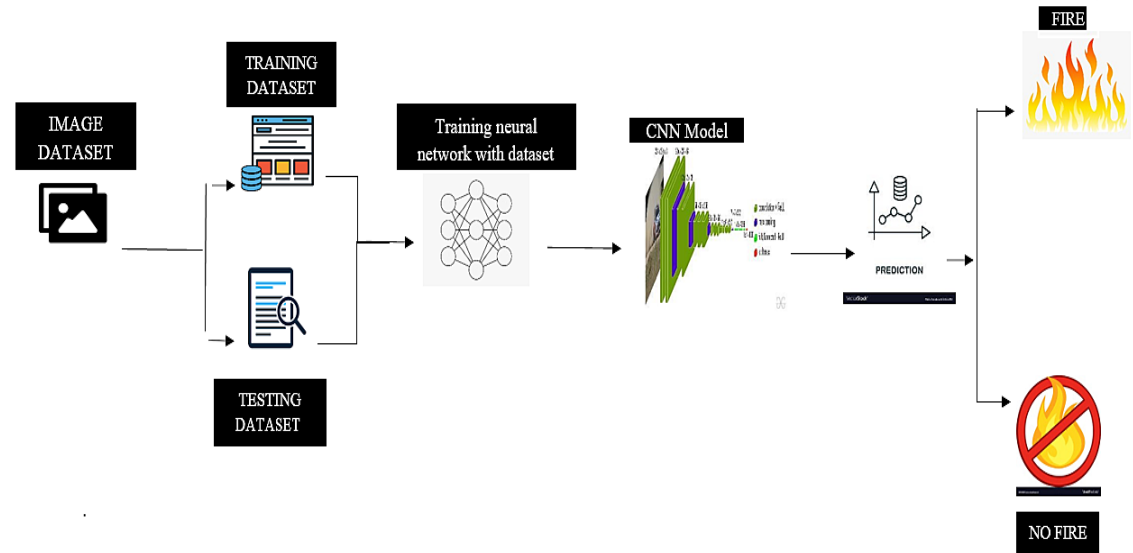 FIRE
TRAINING
DATASET
IMAGE
DATASET
Training neural
network with dataset
CNN Model
PREDICTION
TESTING
DATASET
NO FIRE